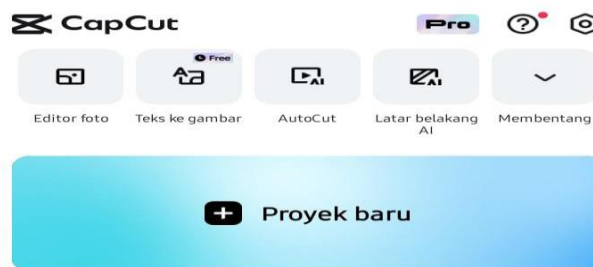 CapCut Pro
Free
Editor foto Teks ke gambar AutoCut Latar belakang AI Membentang
Proyek baru